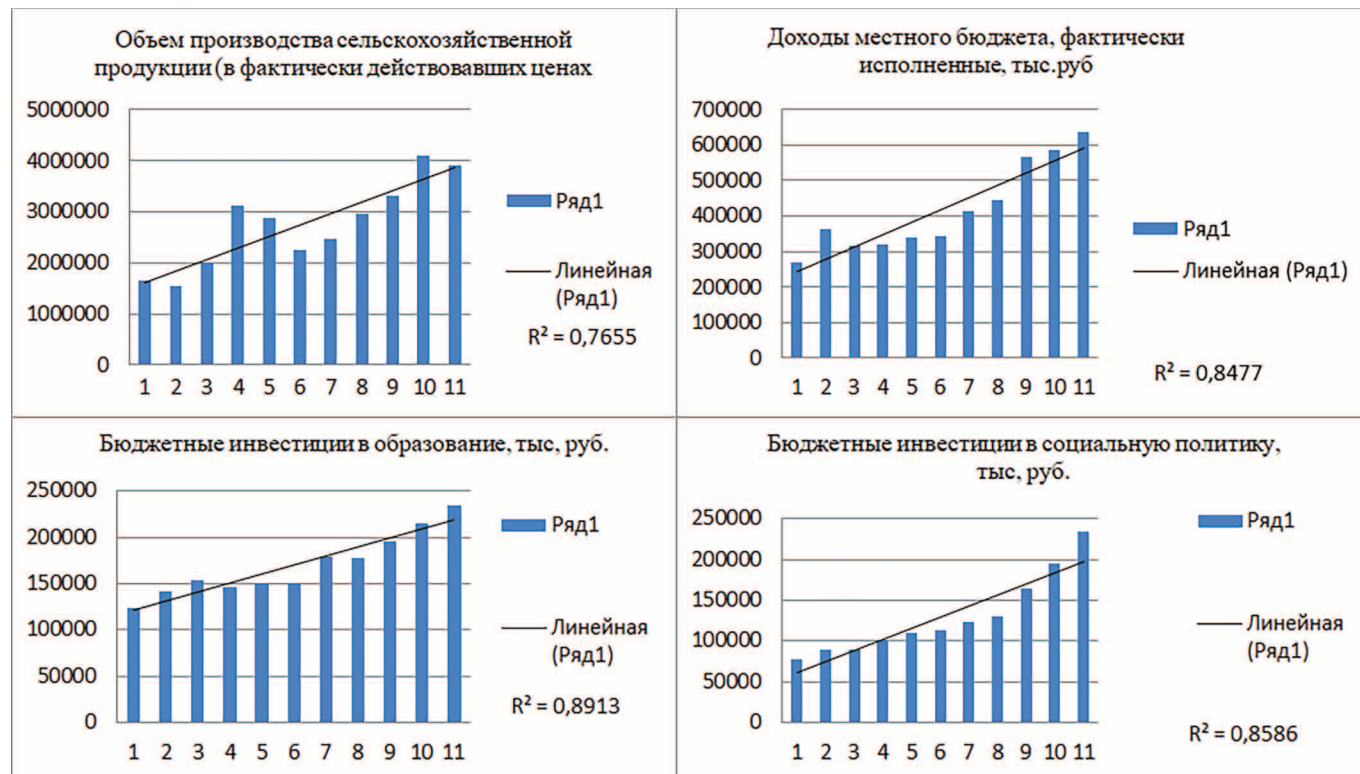 Объем производства сельскохозяйственной
продукции (в фактически действовавших ценах
5000000
4000000
3000000
2000000
1000000
0
1 2 3 4 5 6 7 8 9 10 11
Ряд1
Линейная
(Ряд1)
R² = 0,7655
Доходы местного бюджета, фактически
исполненные, тыс.руб
700000
600000
500000
400000
300000
200000
100000
0
1 2 3 4 5 6 7 8 9 10 11
Ряд1
Линейная (Ряд1)
R² = 0,8477
Бюджетные инвестиции в образование, тыс, руб.
250000
200000
150000
100000
50000
0
1 2 3 4 5 6 7 8 9 10 11
Ряд1
Линейная
(Ряд1)
R² = 0,8913
Бюджетные инвестиции в социальную политику,
тыс, руб.
250000
200000
150000
100000
50000
0
1 2 3 4 5 6 7 8 9 10 11
Ряд1
Линейная
(Ряд1)
R² = 0,8586